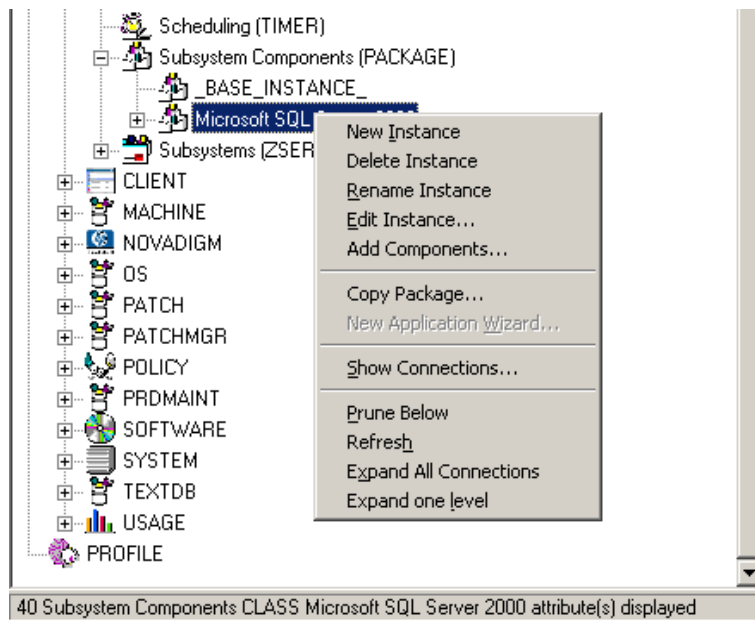 Scheduling (TIMER)
Subsystem Components (PACKAGE)
_BASE_INSTANCE_
Microsoft SQL
Subsystems (ZSER
CLIENT
MACHINE
NOVADIGM
OS
PATCH
PATCHMGR
POLICY
PRDMAINT
SOFTWARE
SYSTEM
TEXTDB
USAGE
PROFILE
New Instance
Delete Instance
Rename Instance
Edit Instance...
Add Components...
Copy Package...
New Application Wizard...
Show Connections...
Prune Below
Refresh
Expand All Connections
Expand one level
40 Subsystem Components CLASS Microsoft SQL Server 2000 attribute(s) displayed